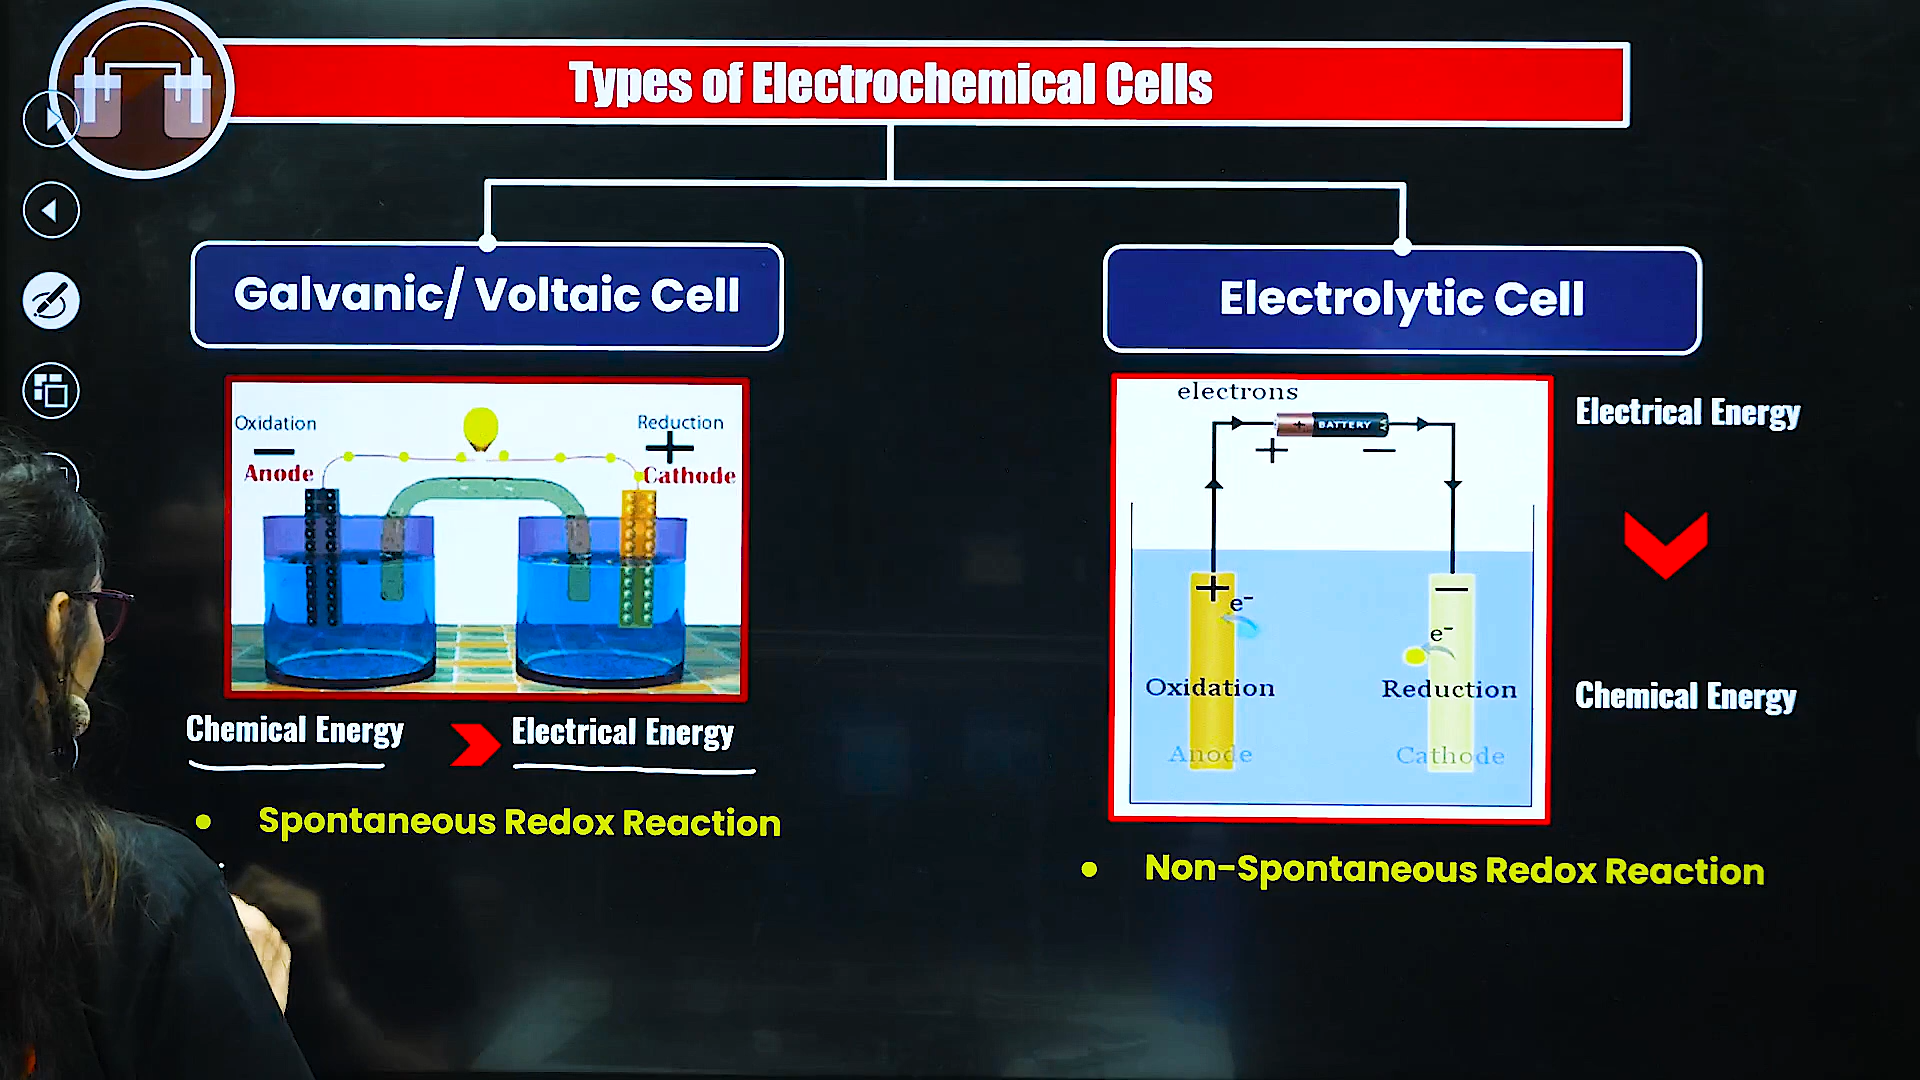 Types of Electrochemical Cells
Galvanic/ Voltaic Cell
Electrolytic Cell
Oxidation
−
Anode
Reduction
+
Cathode
Chemical Energy
Electrical Energy
• Spontaneous Redox Reaction
electrons
+ BATTERY
+ −
+ e⁻
−
e⁻
Oxidation
Reduction
Anode
Cathode
Electrical Energy
Chemical Energy
• Non-Spontaneous Redox Reaction